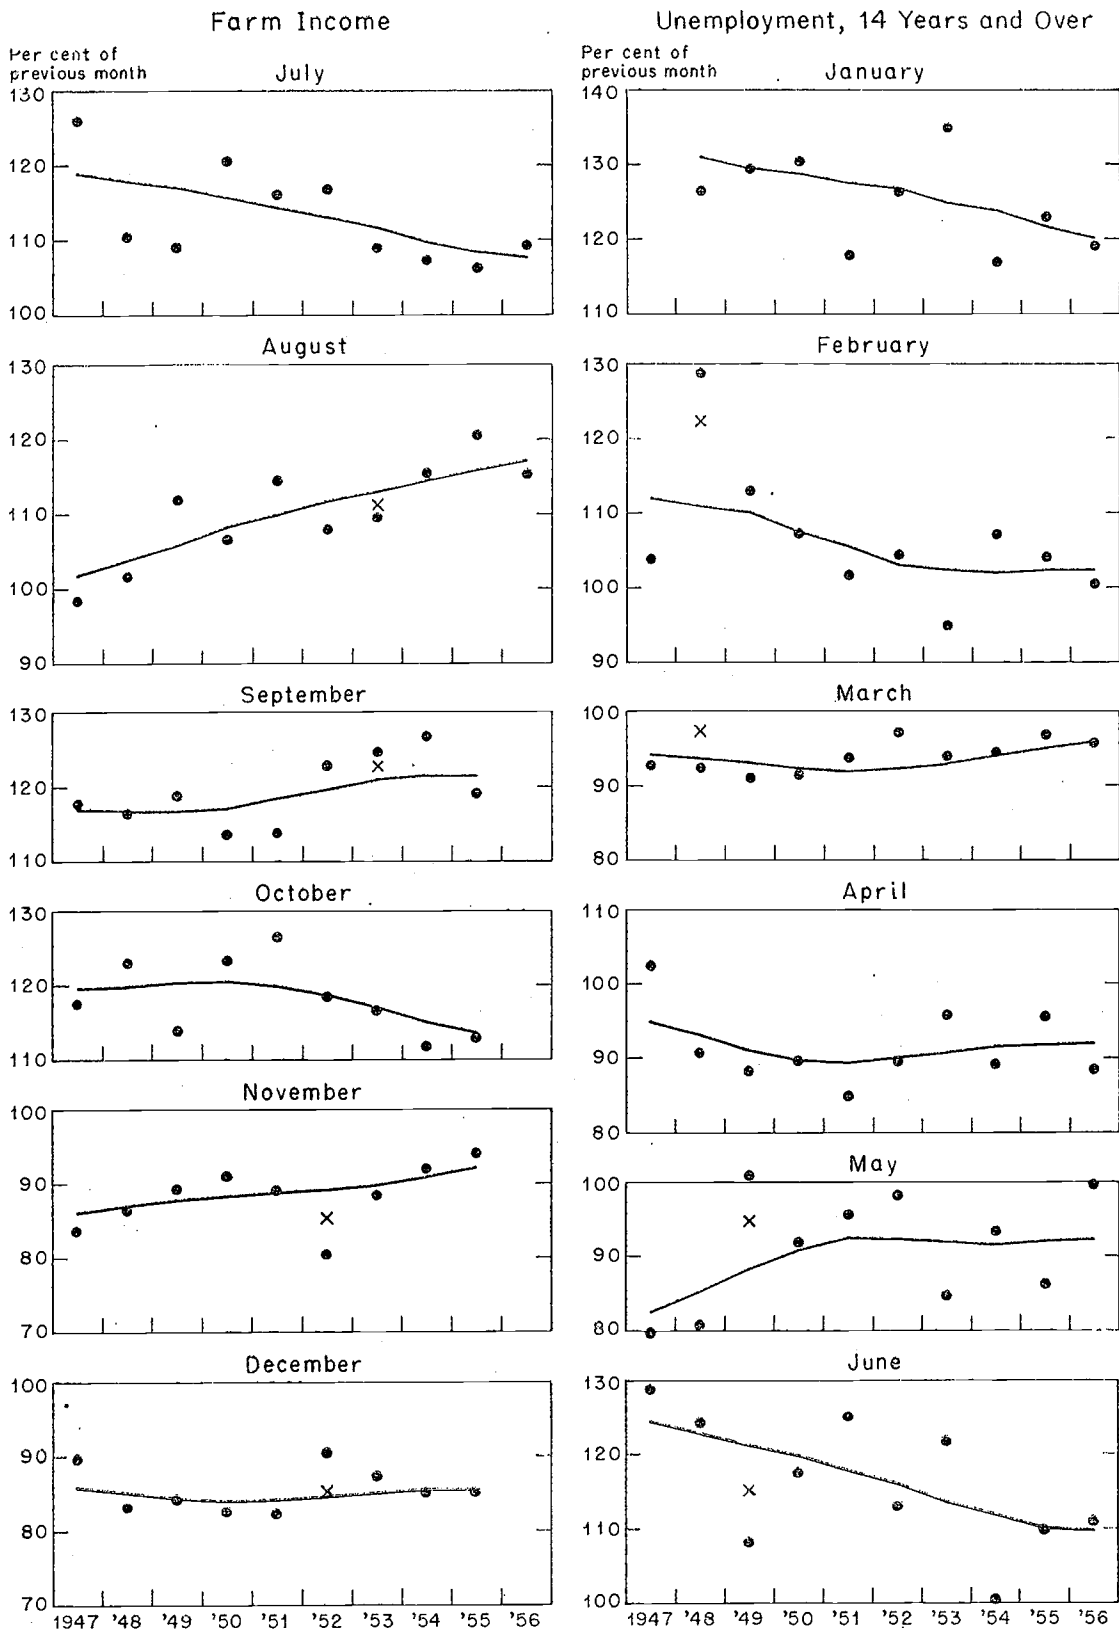 Farm Income
Per cent of
previous month
July
130
120
110
100
August
130
120
110
100
90
September
130
120
110
October
130
120
110
November
100
90
80
70
December
100
90
80
70
1947 '48 '49 '50 '51 '52 '53 '54 '55 '56
Unemployment, 14 Years and Over
Per cent of
previous month
January
140
130
120
110
February
130
120
110
100
90
March
100
90
80
April
110
100
90
80
May
100
90
80
June
130
120
110
100
1947 '48 '49 '50 '51 '52 '53 '54 '55 '56